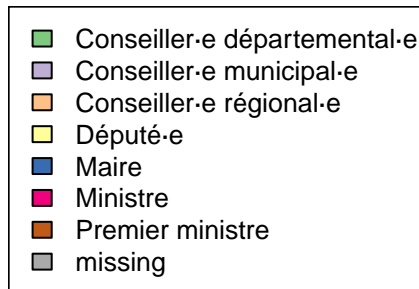 Conseiller·e départemental·e
Conseiller·e municipal·e
Conseiller·e régional·e
Député·e
Maire
Ministre
Premier ministre
missing